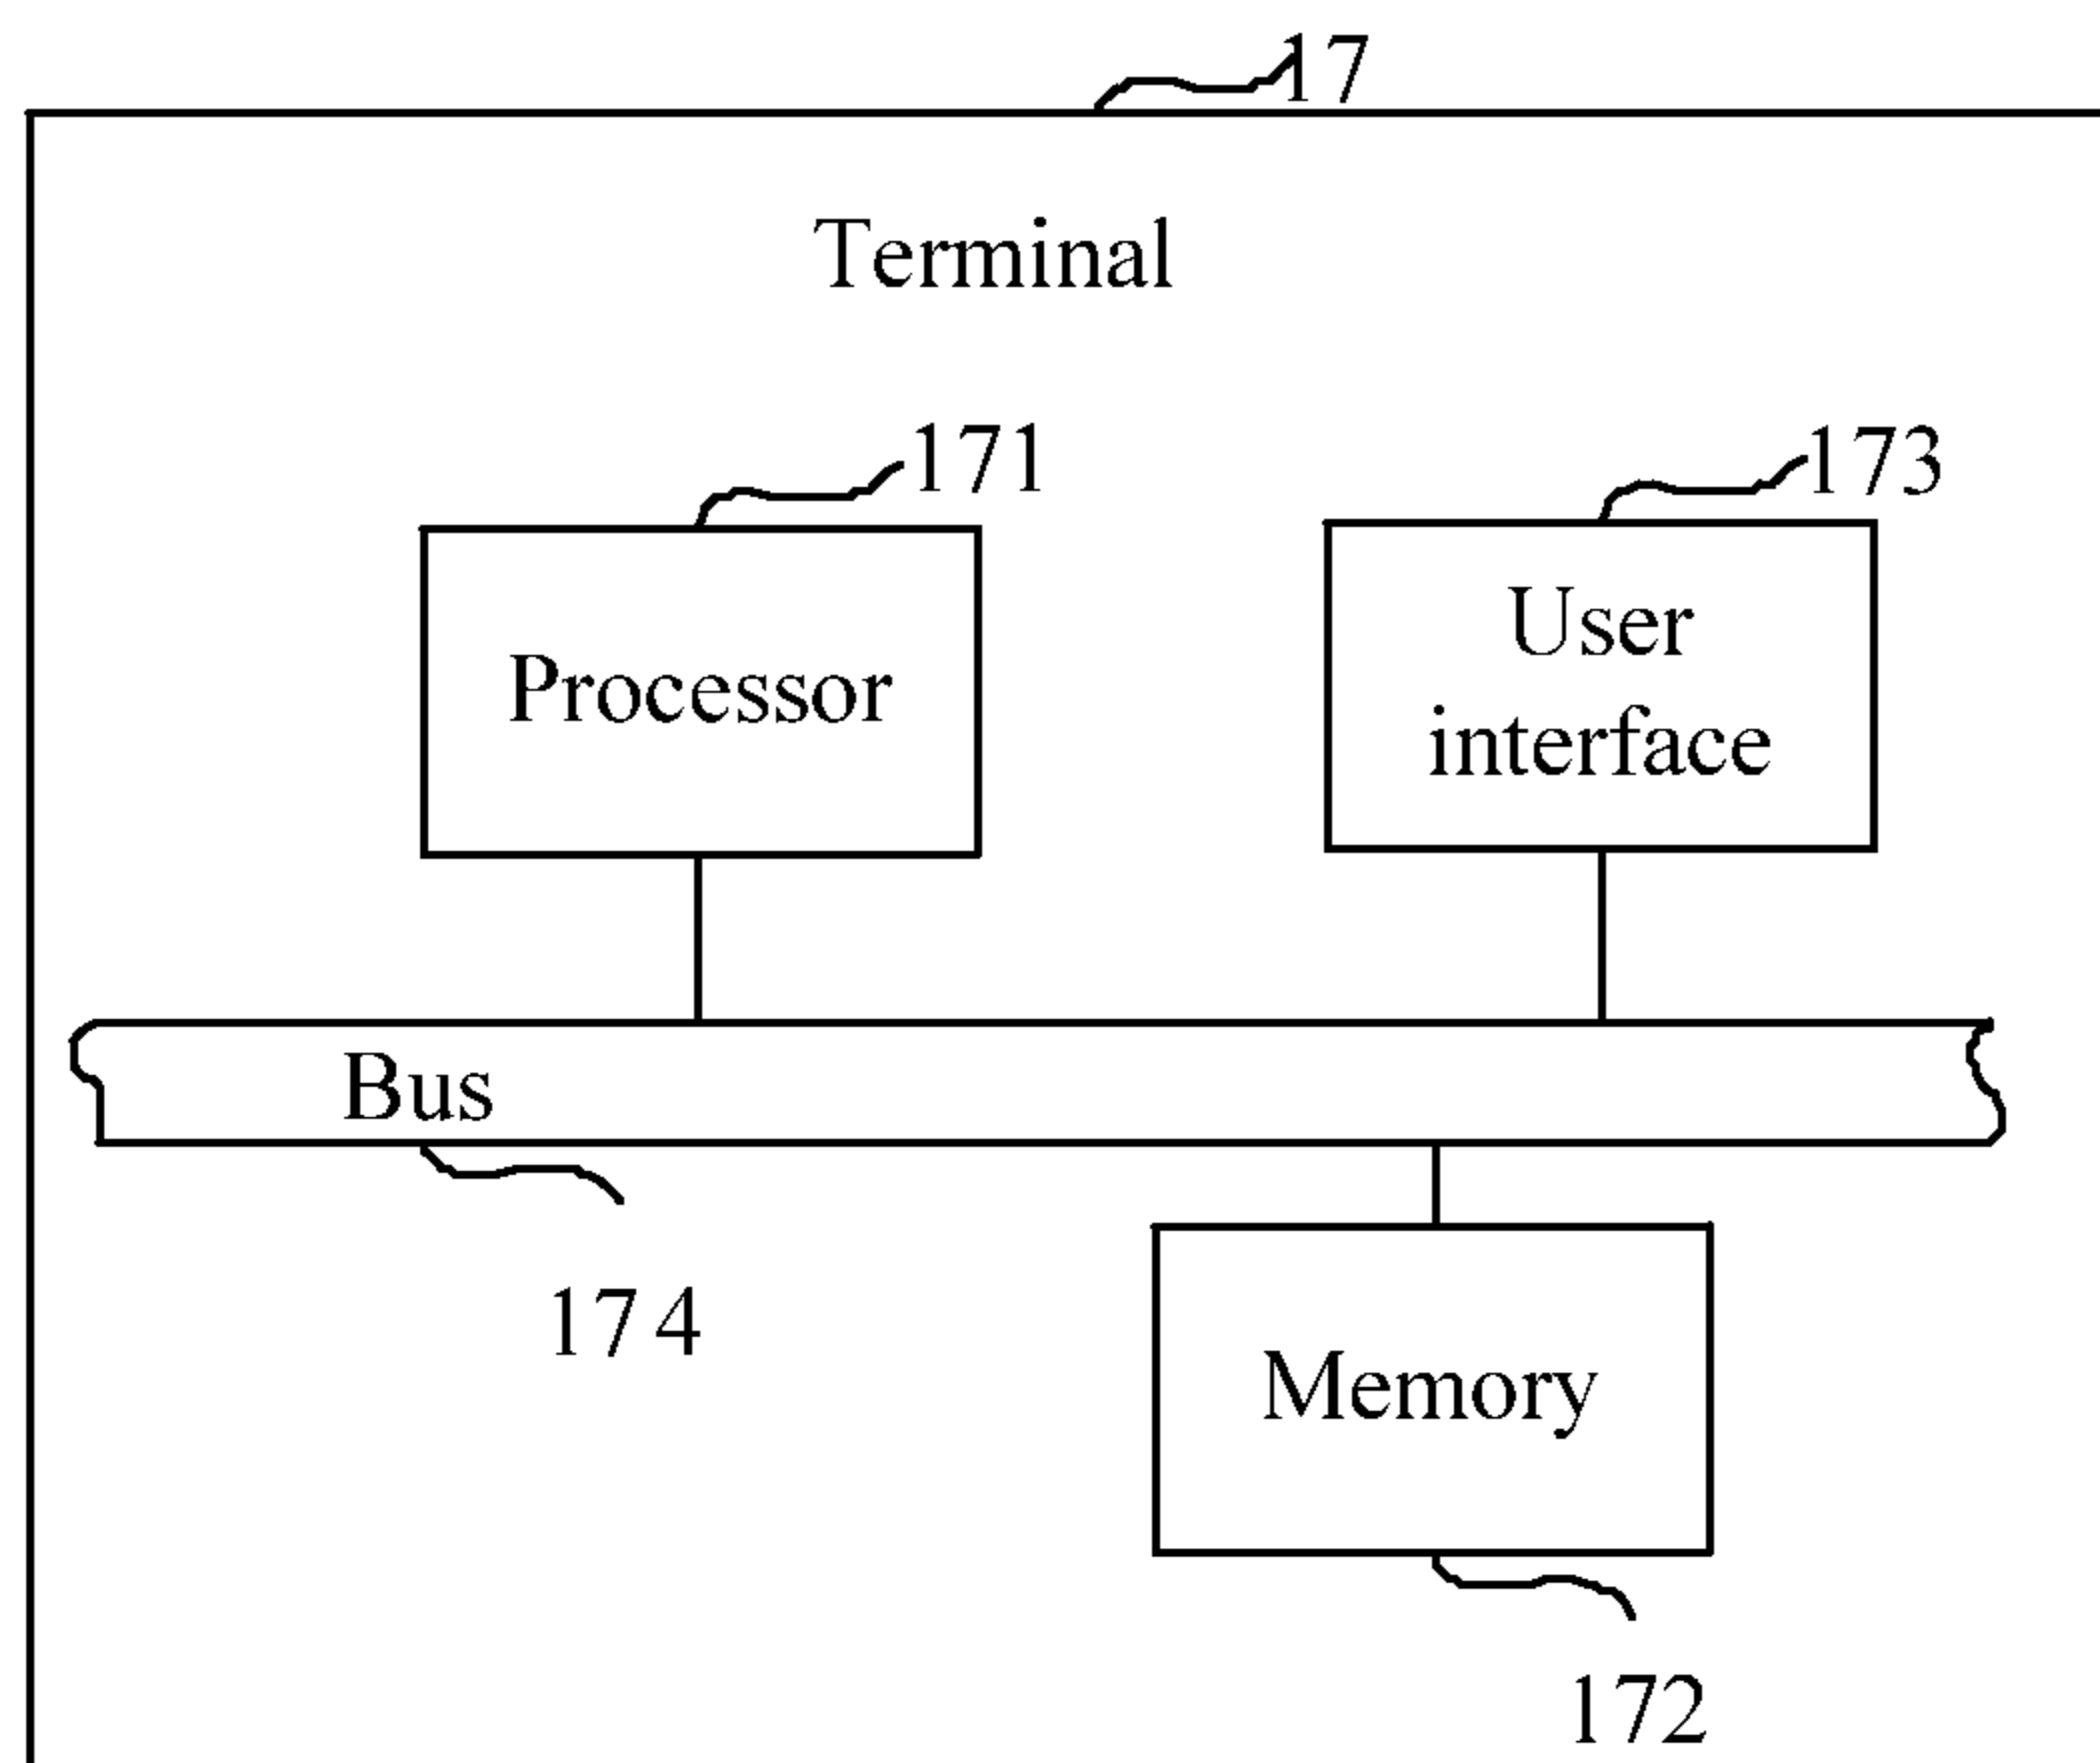 17
Terminal
171
173
Processor
User
interface
Bus
174
Memory
172